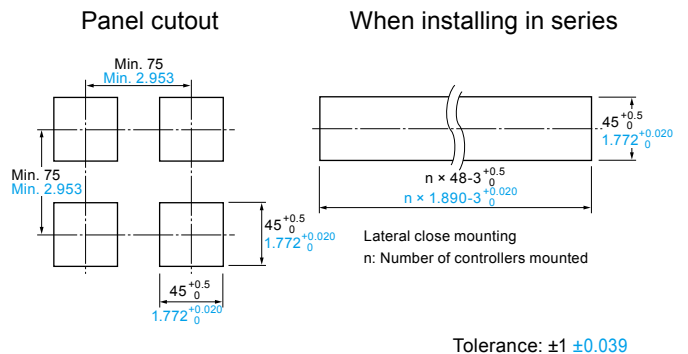 Panel cutout
When installing in series
Min. 75
Min. 2.953
Min. 75
Min. 2.953
45 +0.5 0
1.772 +0.020 0
45 +0.5 0
1.772 +0.020 0
45 +0.5 0
1.772 +0.020 0
n × 48-3 +0.5 0
n × 1.890-3 +0.020 0
Lateral close mounting
n: Number of controllers mounted
Tolerance: ±1 ±0.039